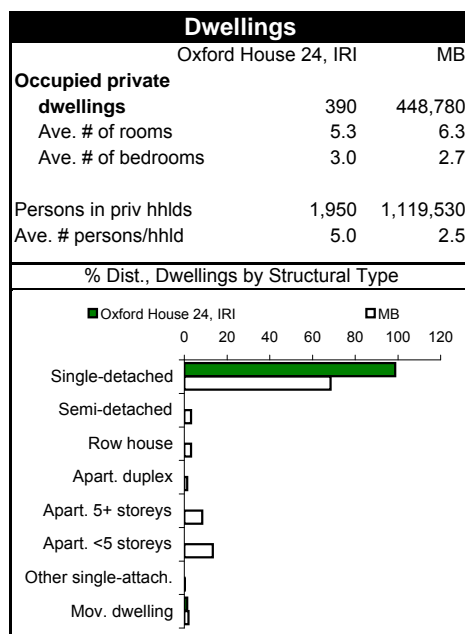 Dwellings
Oxford House 24, IRI MB
Occupied private
dwellings 390 448,780
Ave. # of rooms 5.3 6.3
Ave. # of bedrooms 3.0 2.7
Persons in priv hhlds 1,950 1,119,530
Ave. # persons/hhld 5.0 2.5
% Dist., Dwellings by Structural Type
Oxford House 24, IRI MB
0 20 40 60 80 100 120
Single-detached
Semi-detached
Row house
Apart. duplex
Apart. 5+ storeys
Apart. <5 storeys
Other single-attach.
Mov. dwelling